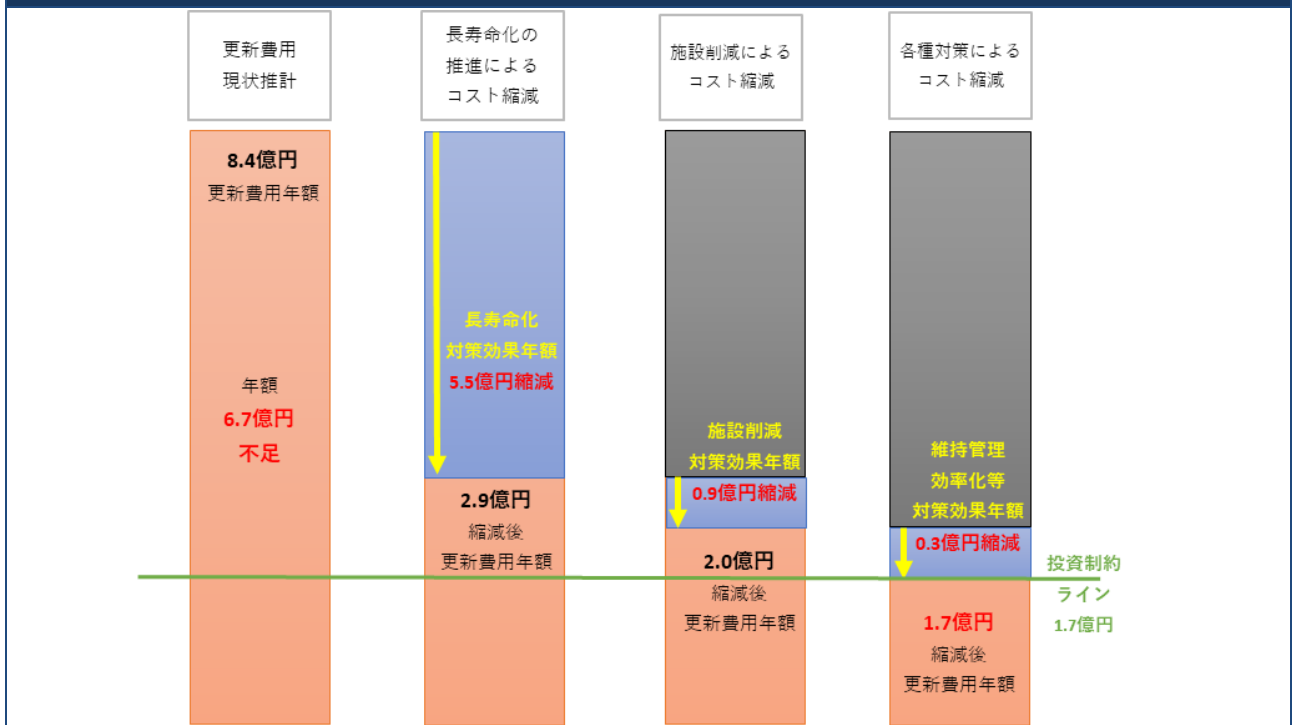 更新費用
現状推計
長寿命化の
推進による
コスト縮減
施設削減による
コスト縮減
各種対策による
コスト縮減
8.4億円
更新費用年額
年額
6.7億円
不足
長寿命化
対策効果年額
5.5億円縮減
2.9億円
縮減後
更新費用年額
施設削減
対策効果年額
0.9億円縮減
2.0億円
縮減後
更新費用年額
維持管理
効率化等
対策効果年額
0.3億円縮減
1.7億円
縮減後
更新費用年額
投資制約
ライン
1.7億円